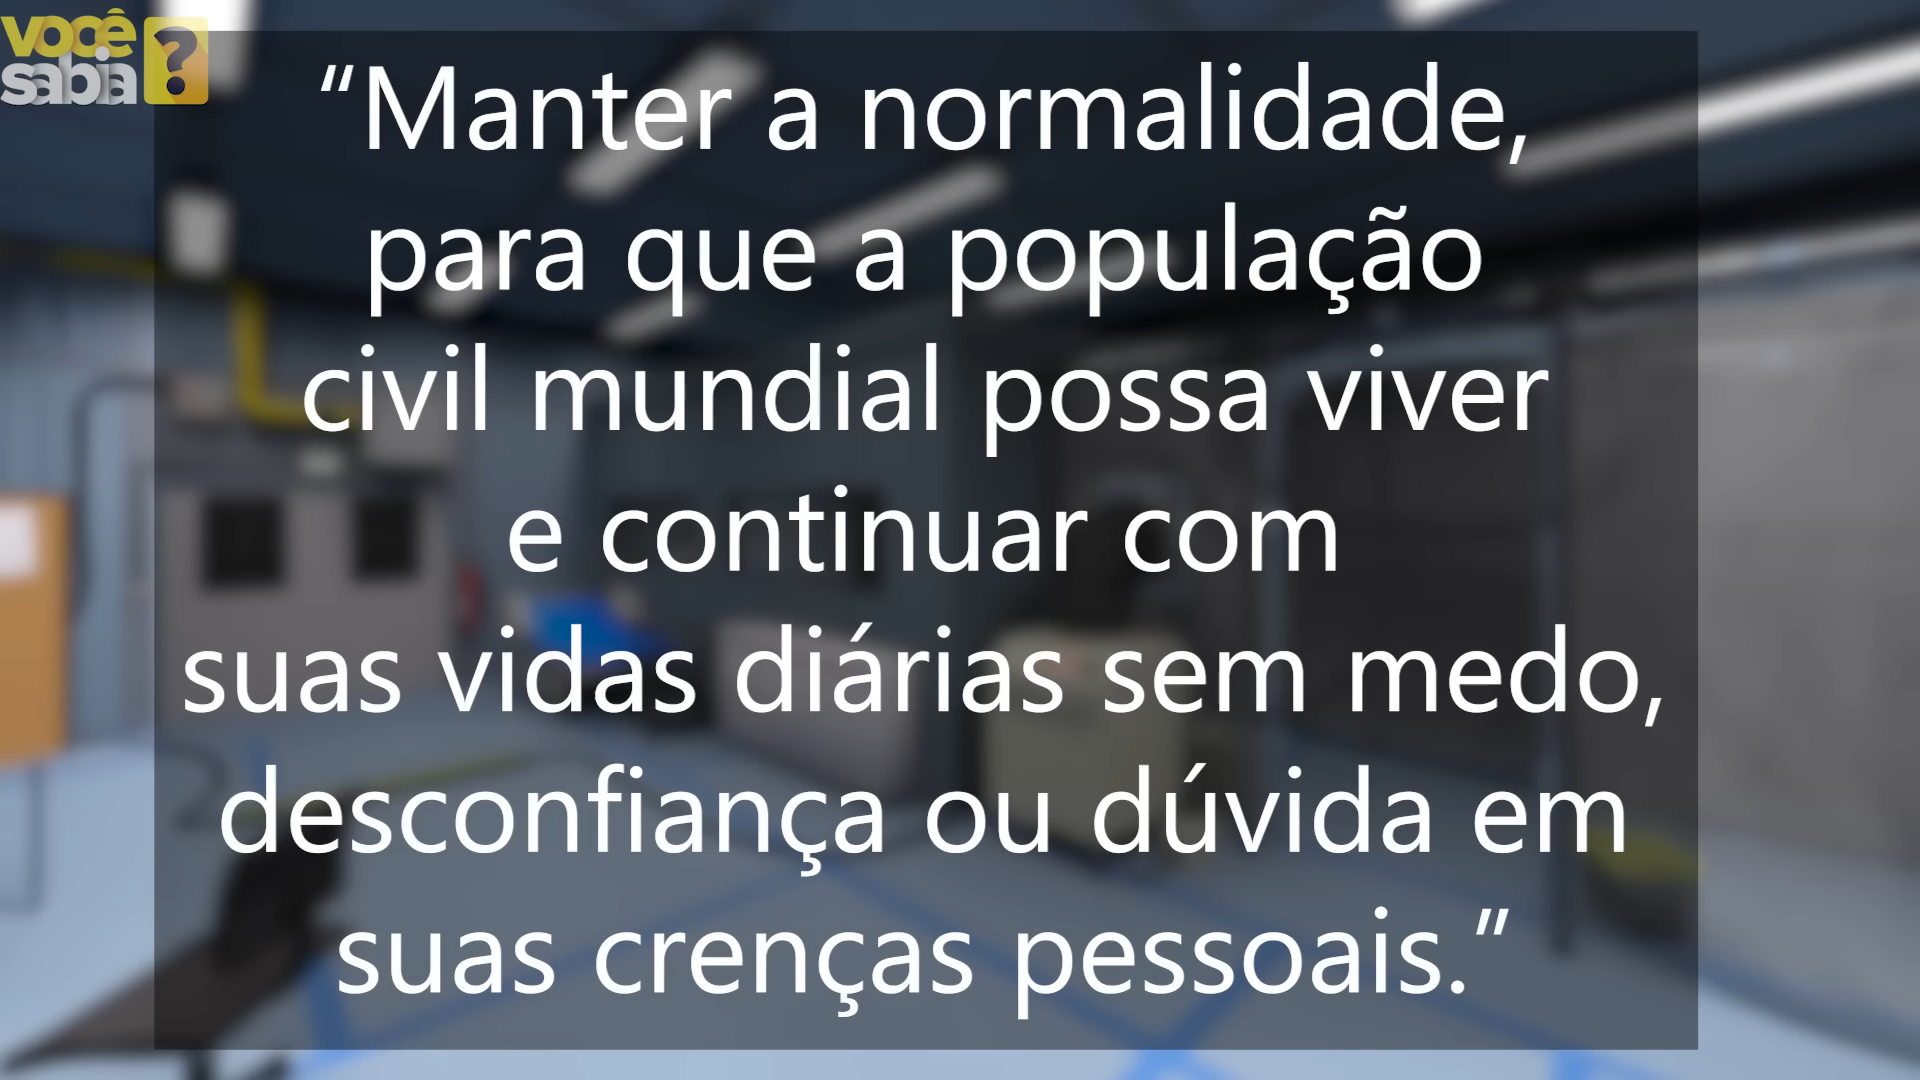 você
sabia?
“Manter a normalidade,
para que a população
civil mundial possa viver
e continuar com
suas vidas diárias sem medo,
desconfiança ou dúvida em
suas crenças pessoais.”